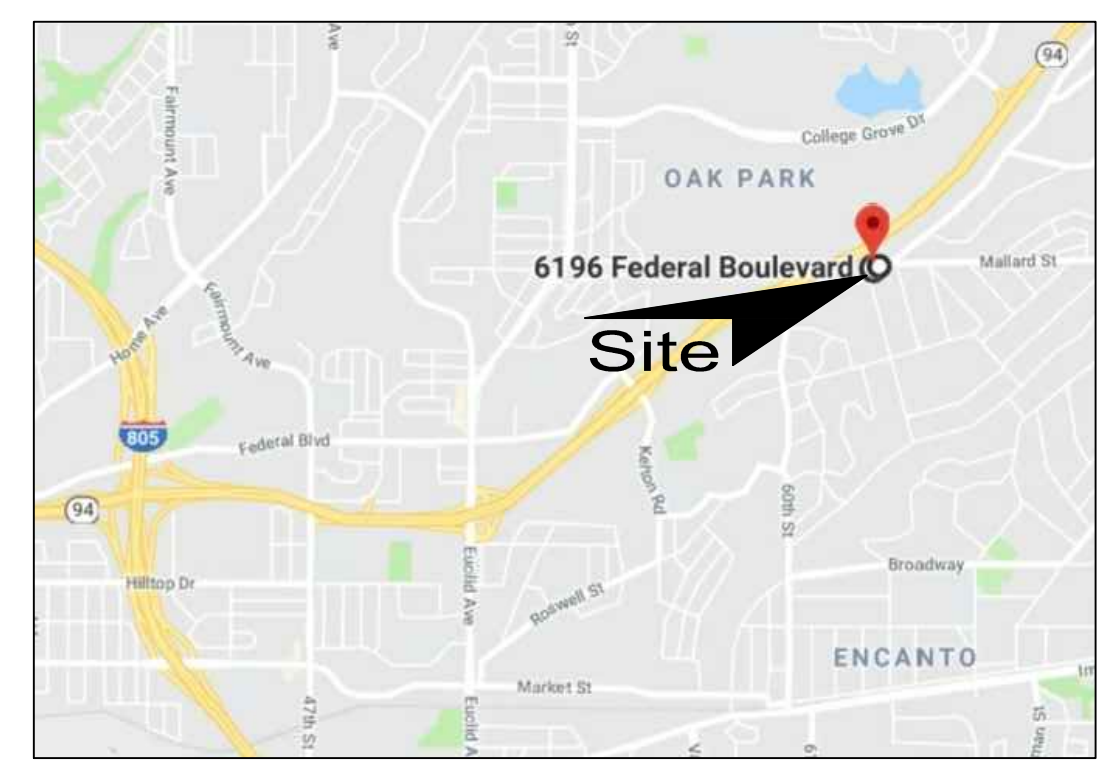 Ave
St
94
Fairmount Ave
College Grove Dr
OAK PARK
6196 Federal Boulevard
Mallard St
Site
Fairmount Ave
Home Ave
805
Federal Blvd
Kelton Rd
94
60th St
Euclid Ave
Broadway
Hilltop Dr
Roswell St
ENCANTO
Market St
47th St
Euclid A